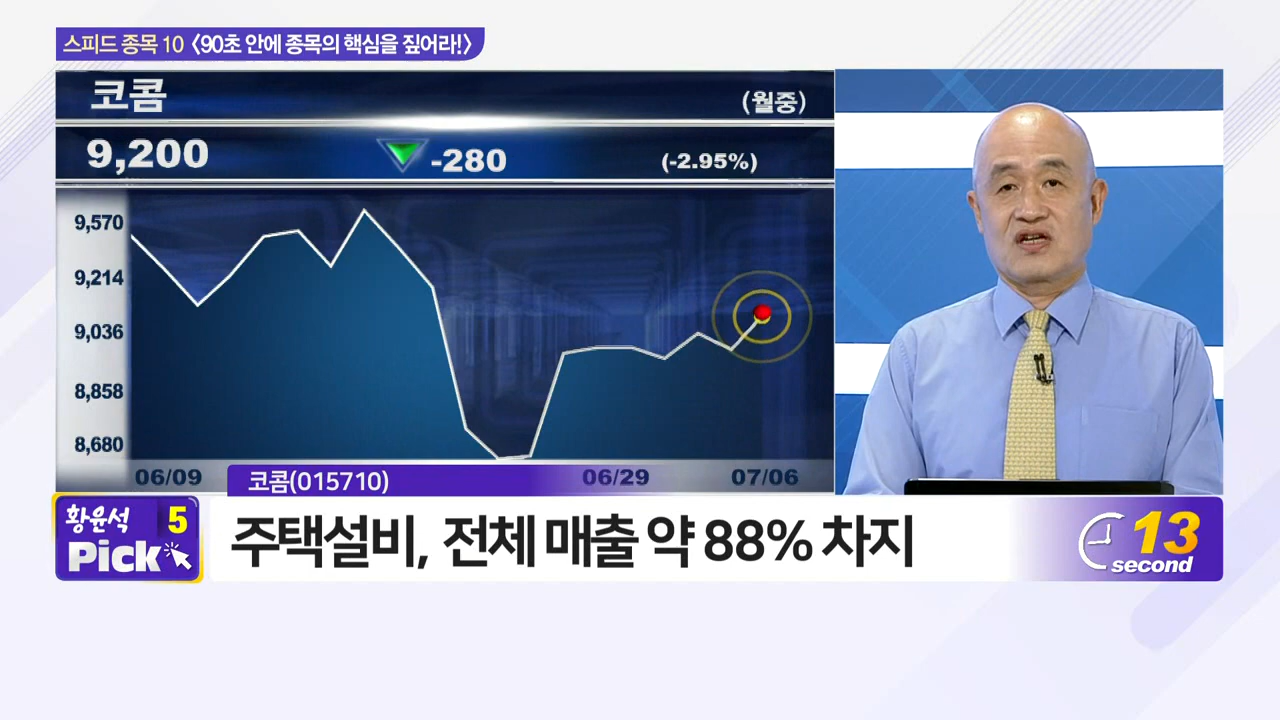 스피드 종목 10 <90초 안에 종목의 핵심을 짚어라!>
코콤
(월중)
9,200
-280
(-2.95%)
9,570
9,214
9,036
8,858
8,680
06/09
06/29
07/06
코콤(015710)
황윤석 5
Pick
주택설비, 전체 매출 약 88% 차지
13
second